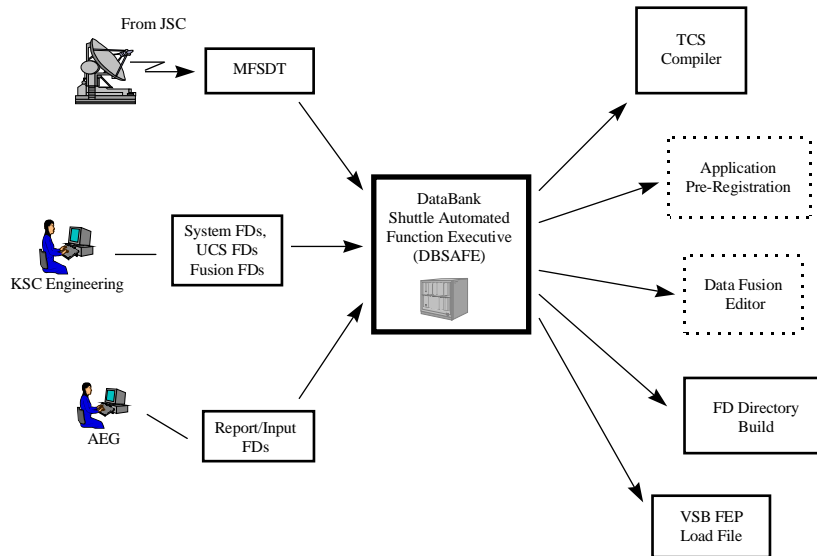 From JSC
MFSDT
System FDs,
UCS FDs
Fusion FDs
KSC Engineering
Report/Input
FDs
AEG
DataBank
Shuttle Automated
Function Executive
(DBSAFE)
TCS
Compiler
Application
Pre-Registration
Data Fusion
Editor
FD Directory
Build
VSB FEP
Load File